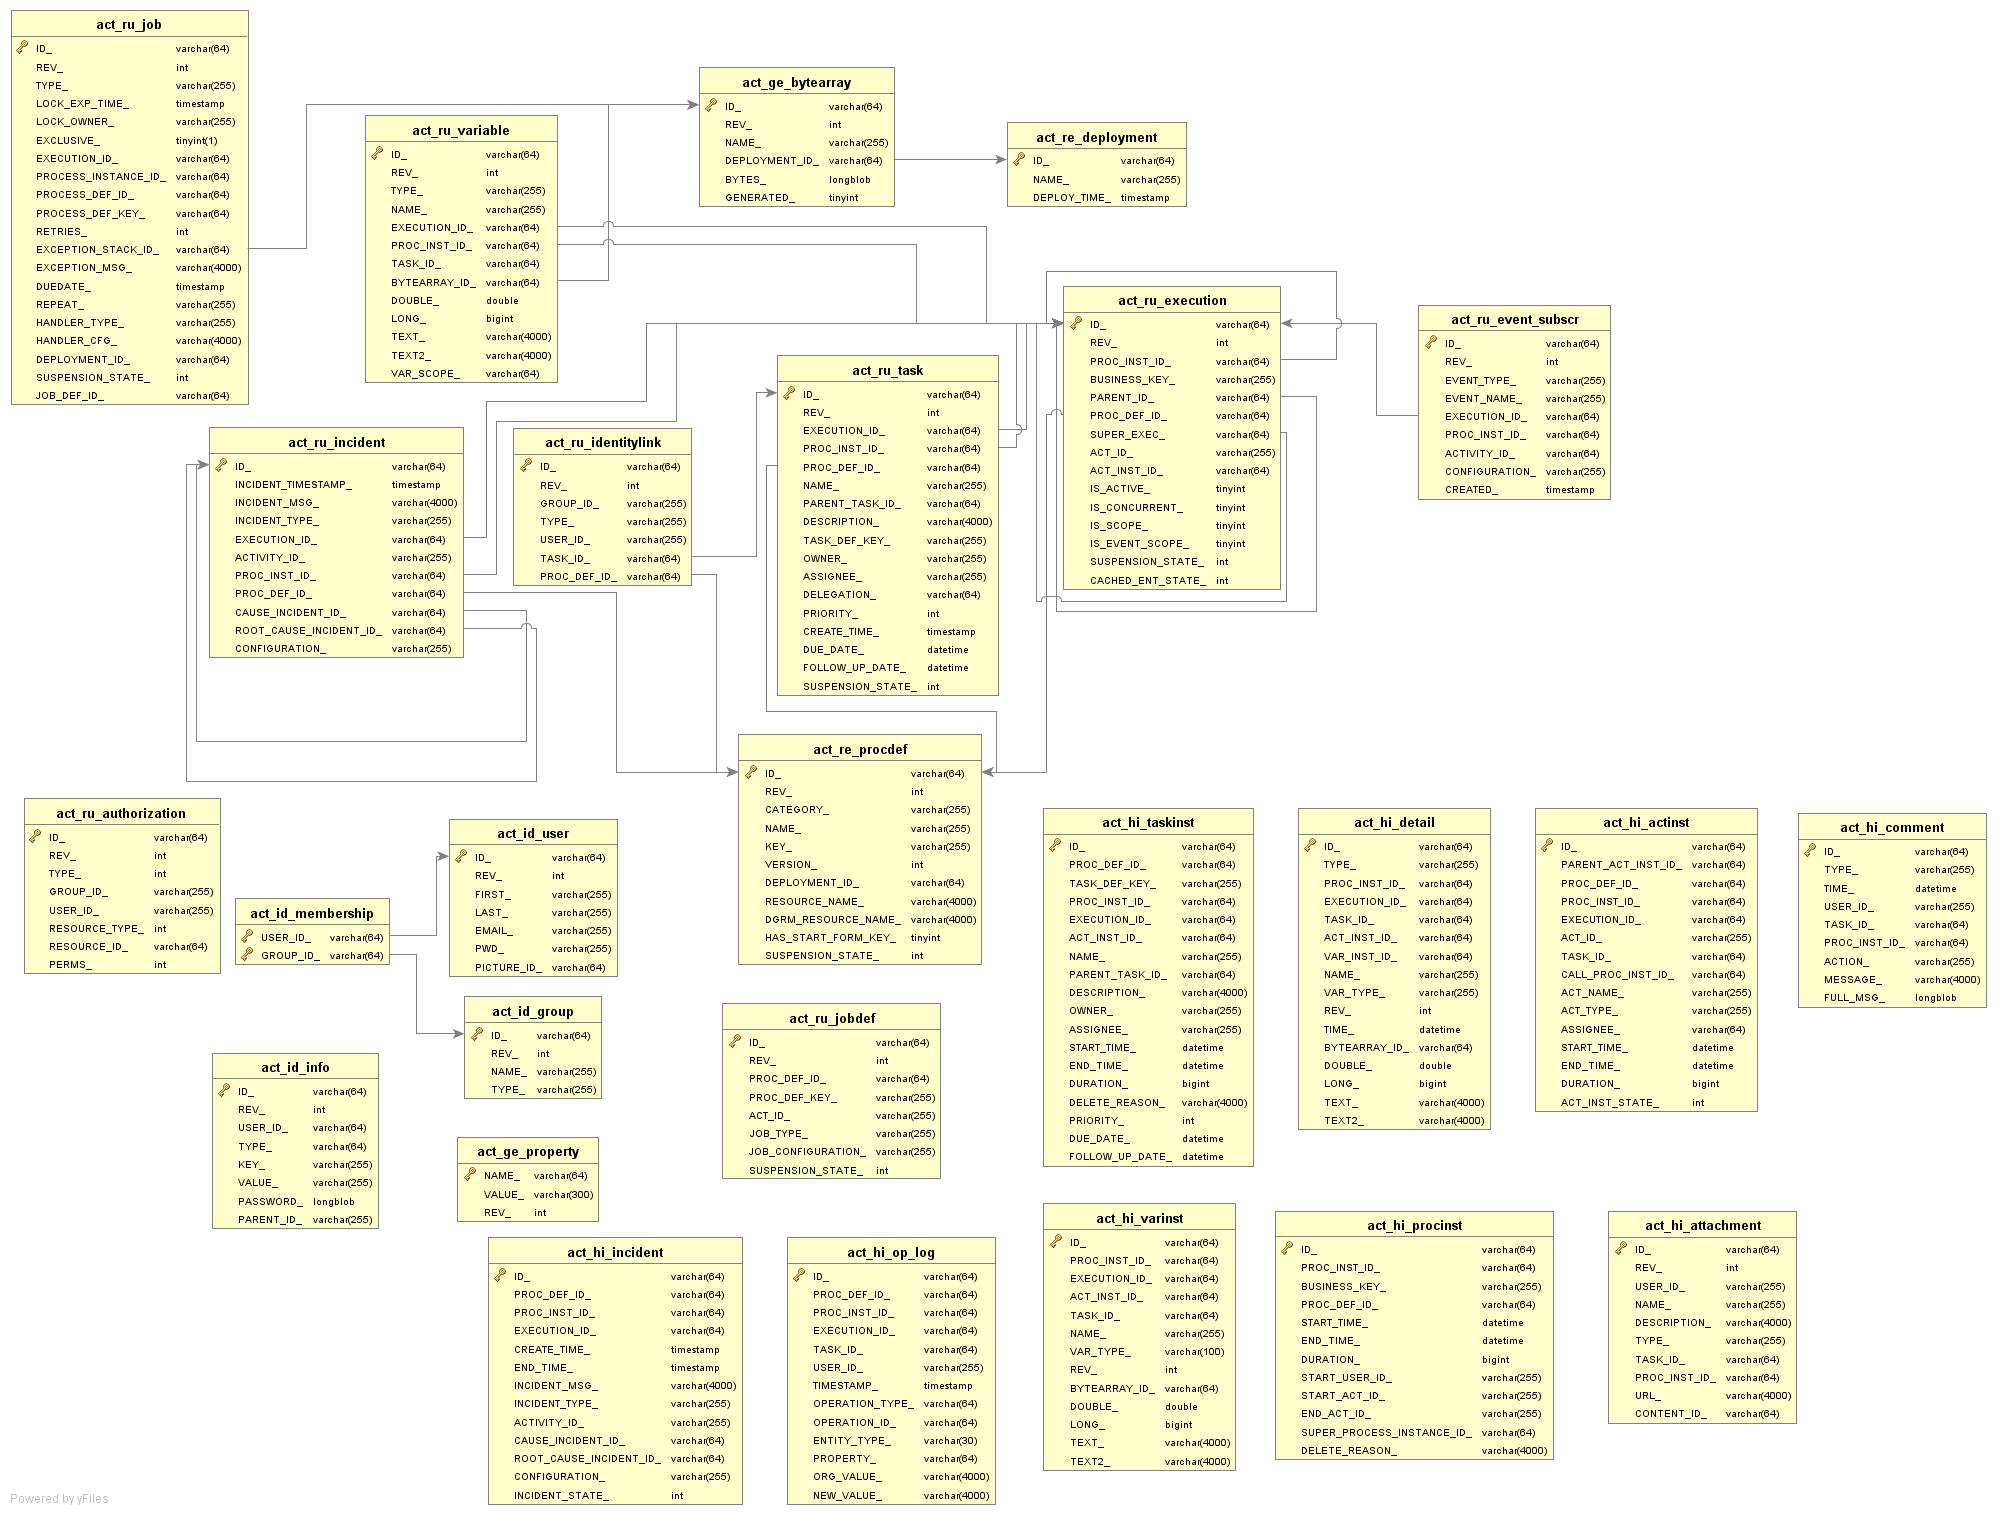 act_ru_job
ID_ varchar(64)
REV_ int
TYPE_ varchar(255)
LOCK_EXP_TIME_ timestamp
LOCK_OWNER_ varchar(255)
EXCLUSIVE_ tinyint(1)
EXECUTION_ID_ varchar(64)
PROCESS_INSTANCE_ID_ varchar(64)
PROCESS_DEF_ID_ varchar(64)
PROCESS_DEF_KEY_ varchar(64)
RETRIES_ int
EXCEPTION_STACK_ID_ varchar(64)
EXCEPTION_MSG_ varchar(4000)
DUEDATE_ timestamp
REPEAT_ varchar(255)
HANDLER_TYPE_ varchar(255)
HANDLER_CFG_ varchar(4000)
DEPLOYMENT_ID_ varchar(64)
SUSPENSION_STATE_ int
JOB_DEF_ID_ varchar(64)
act_ru_variable
ID_ varchar(64)
REV_ int
TYPE_ varchar(255)
NAME_ varchar(255)
EXECUTION_ID_ varchar(64)
PROC_INST_ID_ varchar(64)
TASK_ID_ varchar(64)
BYTEARRAY_ID_ varchar(64)
DOUBLE_ double
LONG_ bigint
TEXT_ varchar(4000)
TEXT2_ varchar(4000)
VAR_SCOPE_ varchar(64)
act_ge_bytearray
ID_ varchar(64)
REV_ int
NAME_ varchar(255)
DEPLOYMENT_ID_ varchar(64)
BYTES_ longblob
GENERATED_ tinyint
act_re_deployment
ID_ varchar(64)
NAME_ varchar(255)
DEPLOY_TIME_ timestamp
act_ru_execution
ID_ varchar(64)
REV_ int
PROC_INST_ID_ varchar(64)
BUSINESS_KEY_ varchar(255)
PARENT_ID_ varchar(64)
PROC_DEF_ID_ varchar(64)
SUPER_EXEC_ varchar(64)
ACT_ID_ varchar(255)
ACT_INST_ID_ varchar(64)
IS_ACTIVE_ tinyint
IS_CONCURRENT_ tinyint
IS_SCOPE_ tinyint
IS_EVENT_SCOPE_ tinyint
SUSPENSION_STATE_ int
CACHED_ENT_STATE_ int
act_ru_event_subscr
ID_ varchar(64)
REV_ int
EVENT_TYPE_ varchar(255)
EVENT_NAME_ varchar(255)
EXECUTION_ID_ varchar(64)
PROC_INST_ID_ varchar(64)
ACTIVITY_ID_ varchar(64)
CONFIGURATION_ varchar(255)
CREATED_ timestamp
act_ru_task
ID_ varchar(64)
REV_ int
EXECUTION_ID_ varchar(64)
PROC_INST_ID_ varchar(64)
PROC_DEF_ID_ varchar(64)
NAME_ varchar(255)
PARENT_TASK_ID_ varchar(64)
DESCRIPTION_ varchar(4000)
TASK_DEF_KEY_ varchar(255)
OWNER_ varchar(255)
ASSIGNEE_ varchar(255)
DELEGATION_ varchar(64)
PRIORITY_ int
CREATE_TIME_ timestamp
DUE_DATE_ datetime
FOLLOW_UP_DATE_ datetime
SUSPENSION_STATE_ int
act_ru_incident
ID_ varchar(64)
INCIDENT_TIMESTAMP_ timestamp
INCIDENT_MSG_ varchar(4000)
INCIDENT_TYPE_ varchar(255)
EXECUTION_ID_ varchar(64)
ACTIVITY_ID_ varchar(255)
PROC_INST_ID_ varchar(64)
PROC_DEF_ID_ varchar(64)
CAUSE_INCIDENT_ID_ varchar(64)
ROOT_CAUSE_INCIDENT_ID_ varchar(64)
CONFIGURATION_ varchar(255)
act_ru_identitylink
ID_ varchar(64)
REV_ int
GROUP_ID_ varchar(255)
TYPE_ varchar(255)
USER_ID_ varchar(255)
TASK_ID_ varchar(64)
PROC_DEF_ID_ varchar(64)
act_re_procdef
ID_ varchar(64)
REV_ int
CATEGORY_ varchar(255)
NAME_ varchar(255)
KEY_ varchar(255)
VERSION_ int
DEPLOYMENT_ID_ varchar(64)
RESOURCE_NAME_ varchar(4000)
DGRM_RESOURCE_NAME_ varchar(4000)
HAS_START_FORM_KEY_ tinyint
SUSPENSION_STATE_ int
act_ru_authorization
ID_ varchar(64)
REV_ int
TYPE_ int
GROUP_ID_ varchar(255)
USER_ID_ varchar(255)
RESOURCE_TYPE_ int
RESOURCE_ID_ varchar(64)
PERMS_ int
act_id_membership
USER_ID_ varchar(64)
GROUP_ID_ varchar(64)
act_id_user
ID_ varchar(64)
REV_ int
FIRST_ varchar(255)
LAST_ varchar(255)
EMAIL_ varchar(255)
PWD_ varchar(255)
PICTURE_ID_ varchar(64)
act_id_group
ID_ varchar(64)
REV_ int
NAME_ varchar(255)
TYPE_ varchar(255)
act_id_info
ID_ varchar(64)
REV_ int
USER_ID_ varchar(64)
TYPE_ varchar(64)
KEY_ varchar(255)
VALUE_ varchar(255)
PASSWORD_ longblob
PARENT_ID_ varchar(255)
act_ge_property
NAME_ varchar(64)
VALUE_ varchar(300)
REV_ int
act_ru_jobdef
ID_ varchar(64)
REV_ int
PROC_DEF_ID_ varchar(64)
PROC_DEF_KEY_ varchar(255)
ACT_ID_ varchar(255)
JOB_TYPE_ varchar(255)
JOB_CONFIGURATION_ varchar(255)
SUSPENSION_STATE_ int
act_hi_taskinst
ID_ varchar(64)
PROC_DEF_ID_ varchar(64)
TASK_DEF_KEY_ varchar(255)
PROC_INST_ID_ varchar(64)
EXECUTION_ID_ varchar(64)
ACT_INST_ID_ varchar(64)
NAME_ varchar(255)
PARENT_TASK_ID_ varchar(64)
DESCRIPTION_ varchar(4000)
OWNER_ varchar(255)
ASSIGNEE_ varchar(255)
START_TIME_ datetime
END_TIME_ datetime
DURATION_ bigint
DELETE_REASON_ varchar(4000)
PRIORITY_ int
DUE_DATE_ datetime
FOLLOW_UP_DATE_ datetime
act_hi_detail
ID_ varchar(64)
TYPE_ varchar(255)
PROC_INST_ID_ varchar(64)
EXECUTION_ID_ varchar(64)
TASK_ID_ varchar(64)
ACT_INST_ID_ varchar(64)
VAR_INST_ID_ varchar(64)
NAME_ varchar(255)
VAR_TYPE_ varchar(255)
REV_ int
TIME_ datetime
BYTEARRAY_ID_ varchar(64)
DOUBLE_ double
LONG_ bigint
TEXT_ varchar(4000)
TEXT2_ varchar(4000)
act_hi_actinst
ID_ varchar(64)
PARENT_ACT_INST_ID_ varchar(64)
PROC_DEF_ID_ varchar(64)
PROC_INST_ID_ varchar(64)
EXECUTION_ID_ varchar(64)
ACT_ID_ varchar(255)
TASK_ID_ varchar(64)
CALL_PROC_INST_ID_ varchar(64)
ACT_NAME_ varchar(255)
ACT_TYPE_ varchar(255)
ASSIGNEE_ varchar(64)
START_TIME_ datetime
END_TIME_ datetime
DURATION_ bigint
ACT_INST_STATE_ int
act_hi_comment
ID_ varchar(64)
TYPE_ varchar(255)
TIME_ datetime
USER_ID_ varchar(255)
TASK_ID_ varchar(64)
PROC_INST_ID_ varchar(64)
ACTION_ varchar(255)
MESSAGE_ varchar(4000)
FULL_MSG_ longblob
act_hi_incident
ID_ varchar(64)
PROC_DEF_ID_ varchar(64)
PROC_INST_ID_ varchar(64)
EXECUTION_ID_ varchar(64)
CREATE_TIME_ timestamp
END_TIME_ timestamp
INCIDENT_MSG_ varchar(4000)
INCIDENT_TYPE_ varchar(255)
ACTIVITY_ID_ varchar(255)
CAUSE_INCIDENT_ID_ varchar(64)
ROOT_CAUSE_INCIDENT_ID_ varchar(64)
CONFIGURATION_ varchar(255)
INCIDENT_STATE_ int
act_hi_op_log
ID_ varchar(64)
PROC_DEF_ID_ varchar(64)
PROC_INST_ID_ varchar(64)
EXECUTION_ID_ varchar(64)
TASK_ID_ varchar(64)
USER_ID_ varchar(255)
TIMESTAMP_ timestamp
OPERATION_TYPE_ varchar(64)
OPERATION_ID_ varchar(64)
ENTITY_TYPE_ varchar(30)
PROPERTY_ varchar(64)
ORG_VALUE_ varchar(4000)
NEW_VALUE_ varchar(4000)
act_hi_varinst
ID_ varchar(64)
PROC_INST_ID_ varchar(64)
EXECUTION_ID_ varchar(64)
ACT_INST_ID_ varchar(64)
TASK_ID_ varchar(64)
NAME_ varchar(255)
VAR_TYPE_ varchar(100)
REV_ int
BYTEARRAY_ID_ varchar(64)
DOUBLE_ double
LONG_ bigint
TEXT_ varchar(4000)
TEXT2_ varchar(4000)
act_hi_procinst
ID_ varchar(64)
PROC_INST_ID_ varchar(64)
BUSINESS_KEY_ varchar(255)
PROC_DEF_ID_ varchar(64)
START_TIME_ datetime
END_TIME_ datetime
DURATION_ bigint
START_USER_ID_ varchar(255)
START_ACT_ID_ varchar(255)
END_ACT_ID_ varchar(255)
SUPER_PROCESS_INSTANCE_ID_ varchar(64)
DELETE_REASON_ varchar(4000)
act_hi_attachment
ID_ varchar(64)
REV_ int
USER_ID_ varchar(255)
NAME_ varchar(255)
DESCRIPTION_ varchar(4000)
TYPE_ varchar(255)
TASK_ID_ varchar(64)
PROC_INST_ID_ varchar(64)
URL_ varchar(4000)
CONTENT_ID_ varchar(64)
Powered by yFiles